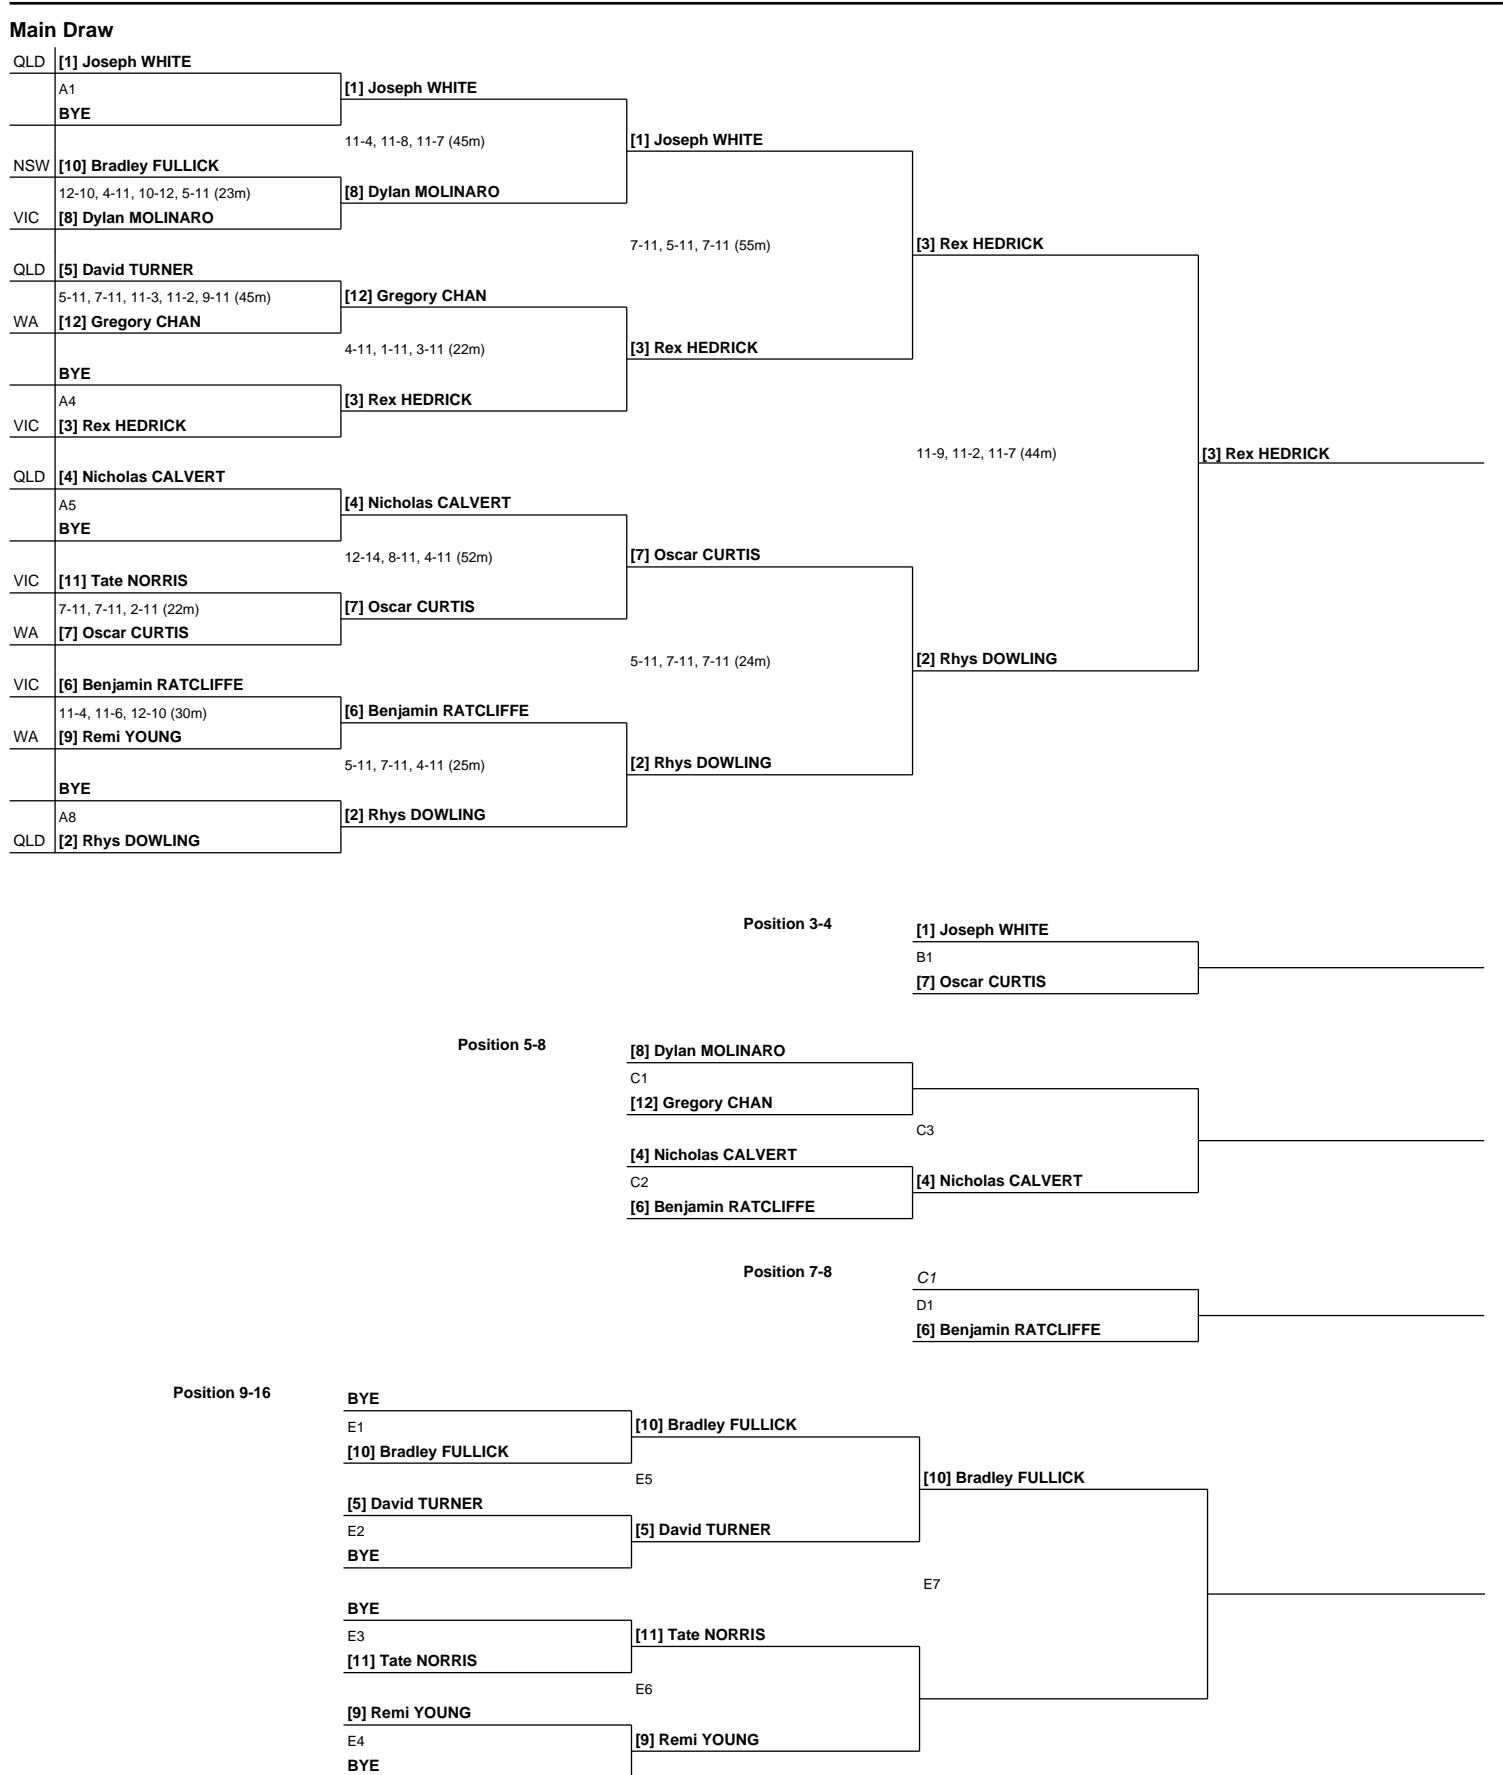 Main Draw
QLD [1] Joseph WHITE
A1 [1] Joseph WHITE
BYE
11-4, 11-8, 11-7 (45m) [1] Joseph WHITE
NSW [10] Bradley FULLICK
12-10, 4-11, 10-12, 5-11 (23m) [8] Dylan MOLINARO
VIC [8] Dylan MOLINARO
7-11, 5-11, 7-11 (55m) [3] Rex HEDRICK
QLD [5] David TURNER
5-11, 7-11, 11-3, 11-2, 9-11 (45m) [12] Gregory CHAN
WA [12] Gregory CHAN
4-11, 1-11, 3-11 (22m) [3] Rex HEDRICK
BYE
A4 [3] Rex HEDRICK
VIC [3] Rex HEDRICK
11-9, 11-2, 11-7 (44m) [3] Rex HEDRICK
QLD [4] Nicholas CALVERT
A5 [4] Nicholas CALVERT
BYE
12-14, 8-11, 4-11 (52m) [7] Oscar CURTIS
VIC [11] Tate NORRIS
7-11, 7-11, 2-11 (22m) [7] Oscar CURTIS
WA [7] Oscar CURTIS
5-11, 7-11, 7-11 (24m) [2] Rhys DOWLING
VIC [6] Benjamin RATCLIFFE
11-4, 11-6, 12-10 (30m) [6] Benjamin RATCLIFFE
WA [9] Remi YOUNG
5-11, 7-11, 4-11 (25m) [2] Rhys DOWLING
BYE
A8 [2] Rhys DOWLING
QLD [2] Rhys DOWLING
Position 3-4 [1] Joseph WHITE
B1
[7] Oscar CURTIS
Position 5-8 [8] Dylan MOLINARO
C1
[12] Gregory CHAN
C3
[4] Nicholas CALVERT
C2 [4] Nicholas CALVERT
[6] Benjamin RATCLIFFE
Position 7-8 C1
D1
[6] Benjamin RATCLIFFE
Position 9-16 BYE
E1 [10] Bradley FULLICK
[10] Bradley FULLICK
E5 [10] Bradley FULLICK
[5] David TURNER
E2 [5] David TURNER
BYE
E7
BYE
E3 [11] Tate NORRIS
[11] Tate NORRIS
E6
[9] Remi YOUNG
E4 [9] Remi YOUNG
BYE